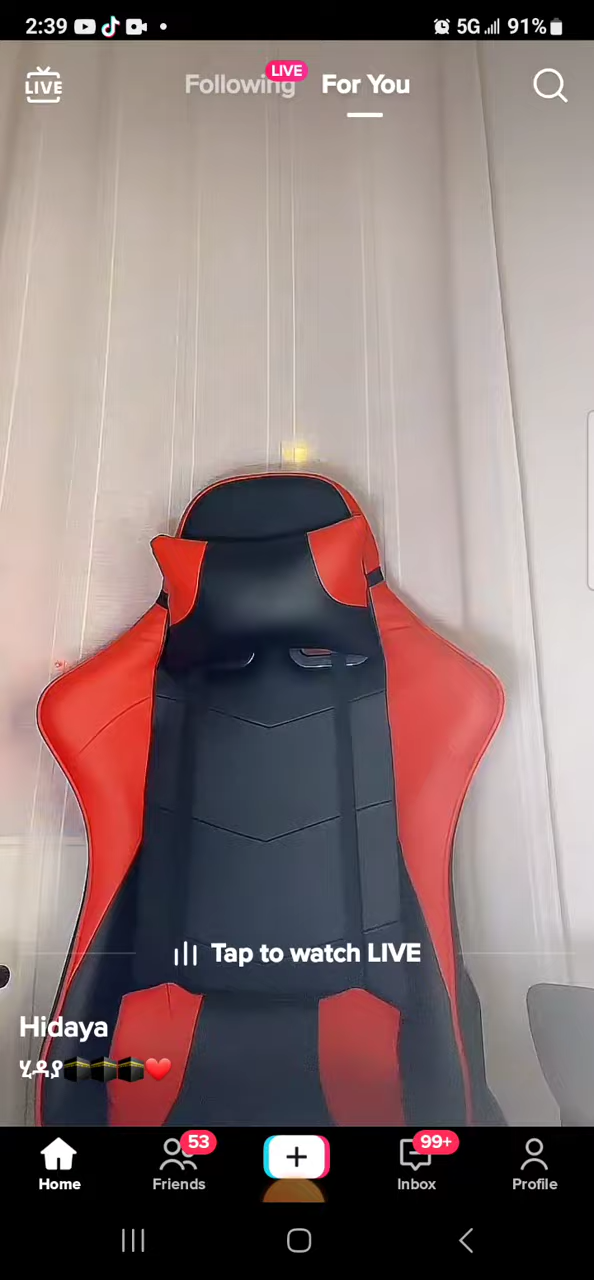 2:39
5G 91%
LIVE
Following
LIVE
For You
Tap to watch LIVE
Hidaya
ሂዳያ🕋🕋🕋❤️
Home
53
Friends
99+
Inbox
Profile